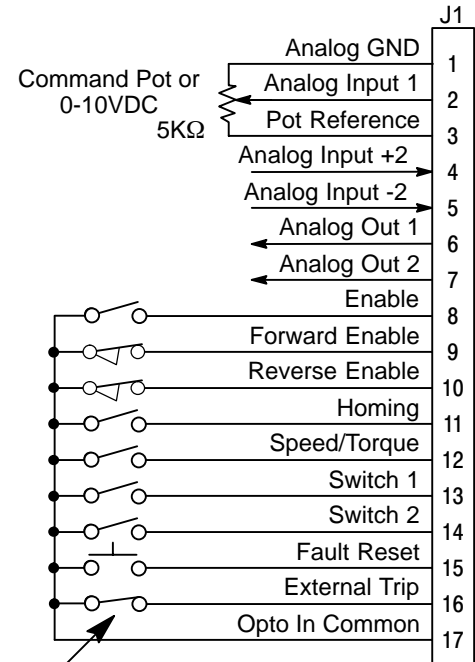 J1
Analog GND 1
Command Pot or
0-10VDC
5KΩ
Analog Input 1 2
Pot Reference 3
Analog Input +2 4
Analog Input -2 5
Analog Out 1 6
Analog Out 2 7
Enable 8
Forward Enable 9
Reverse Enable 10
Homing 11
Speed/Torque 12
Switch 1 13
Switch 2 14
Fault Reset 15
External Trip 16
Opto In Common 17